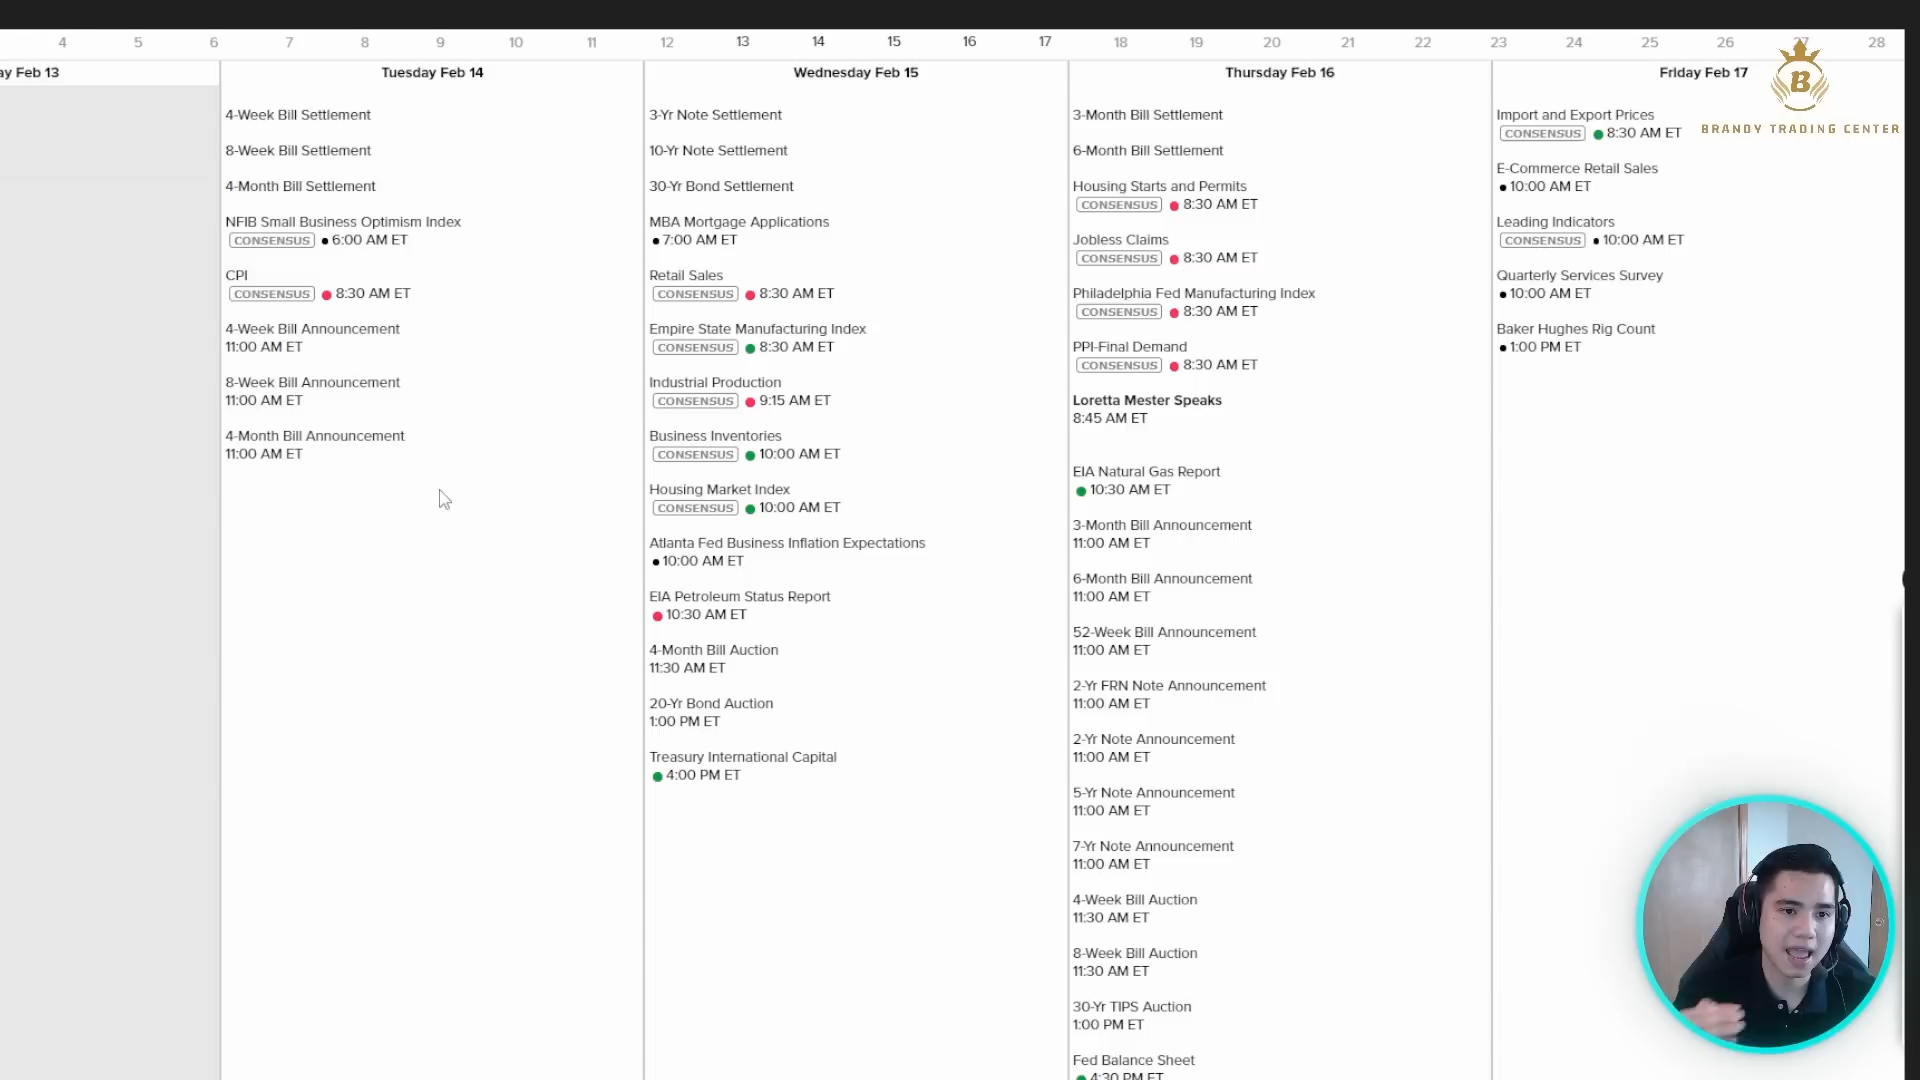 4 5 6 7 8 9 10 11 12 13 14 15 16 17 18 19 20 21 22 23 24 25 26 27 28
ay Feb 13
Tuesday Feb 14
4-Week Bill Settlement
8-Week Bill Settlement
4-Month Bill Settlement
NFIB Small Business Optimism Index
CONSENSUS 6:00 AM ET
CPI
CONSENSUS 8:30 AM ET
4-Week Bill Announcement
11:00 AM ET
8-Week Bill Announcement
11:00 AM ET
4-Month Bill Announcement
11:00 AM ET
Wednesday Feb 15
3-Yr Note Settlement
10-Yr Note Settlement
30-Yr Bond Settlement
MBA Mortgage Applications
7:00 AM ET
Retail Sales
CONSENSUS 8:30 AM ET
Empire State Manufacturing Index
CONSENSUS 8:30 AM ET
Industrial Production
CONSENSUS 9:15 AM ET
Business Inventories
CONSENSUS 10:00 AM ET
Housing Market Index
CONSENSUS 10:00 AM ET
Atlanta Fed Business Inflation Expectations
10:00 AM ET
EIA Petroleum Status Report
10:30 AM ET
4-Month Bill Auction
11:30 AM ET
20-Yr Bond Auction
1:00 PM ET
Treasury International Capital
4:00 PM ET
Thursday Feb 16
3-Month Bill Settlement
6-Month Bill Settlement
Housing Starts and Permits
CONSENSUS 8:30 AM ET
Jobless Claims
CONSENSUS 8:30 AM ET
Philadelphia Fed Manufacturing Index
CONSENSUS 8:30 AM ET
PPI-Final Demand
CONSENSUS 8:30 AM ET
Loretta Mester Speaks
8:45 AM ET
EIA Natural Gas Report
10:30 AM ET
3-Month Bill Announcement
11:00 AM ET
6-Month Bill Announcement
11:00 AM ET
52-Week Bill Announcement
11:00 AM ET
2-Yr FRN Note Announcement
11:00 AM ET
2-Yr Note Announcement
11:00 AM ET
5-Yr Note Announcement
11:00 AM ET
7-Yr Note Announcement
11:00 AM ET
4-Week Bill Auction
11:30 AM ET
8-Week Bill Auction
11:30 AM ET
30-Yr TIPS Auction
1:00 PM ET
Fed Balance Sheet
4:30 PM ET
Friday Feb 17
Import and Export Prices
CONSENSUS 8:30 AM ET
E-Commerce Retail Sales
10:00 AM ET
Leading Indicators
CONSENSUS 10:00 AM ET
Quarterly Services Survey
10:00 AM ET
Baker Hughes Rig Count
1:00 PM ET
B
BRANDY TRADING CENTER